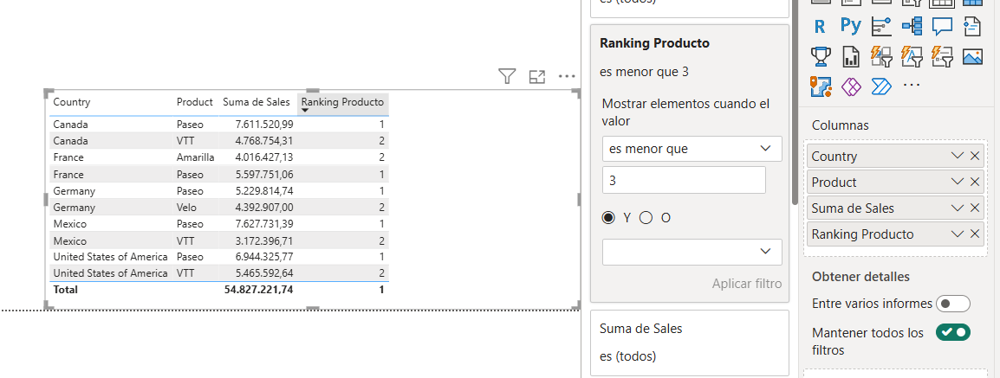 es (todos)
Ranking Producto
es menor que 3
Mostrar elementos cuando el
valor
es menor que
3
Y O
Aplicar filtro
Suma de Sales
es (todos)
Country Product Suma de Sales Ranking Producto
Canada Paseo 7.611.520,99 1
Canada VTT 4.768.754,31 2
France Amarilla 4.016.427,13 2
France Paseo 5.597.751,06 1
Germany Paseo 5.229.814,74 1
Germany Velo 4.392.907,00 2
Mexico Paseo 7.627.731,39 1
Mexico VTT 3.172.396,71 2
United States of America Paseo 6.944.325,77 1
United States of America VTT 5.465.592,64 2
Total 54.827.221,74 1
R Py
Columnas
Country
Product
Suma de Sales
Ranking Producto
Obtener detalles
Entre varios informes
Mantener todos los
filtros